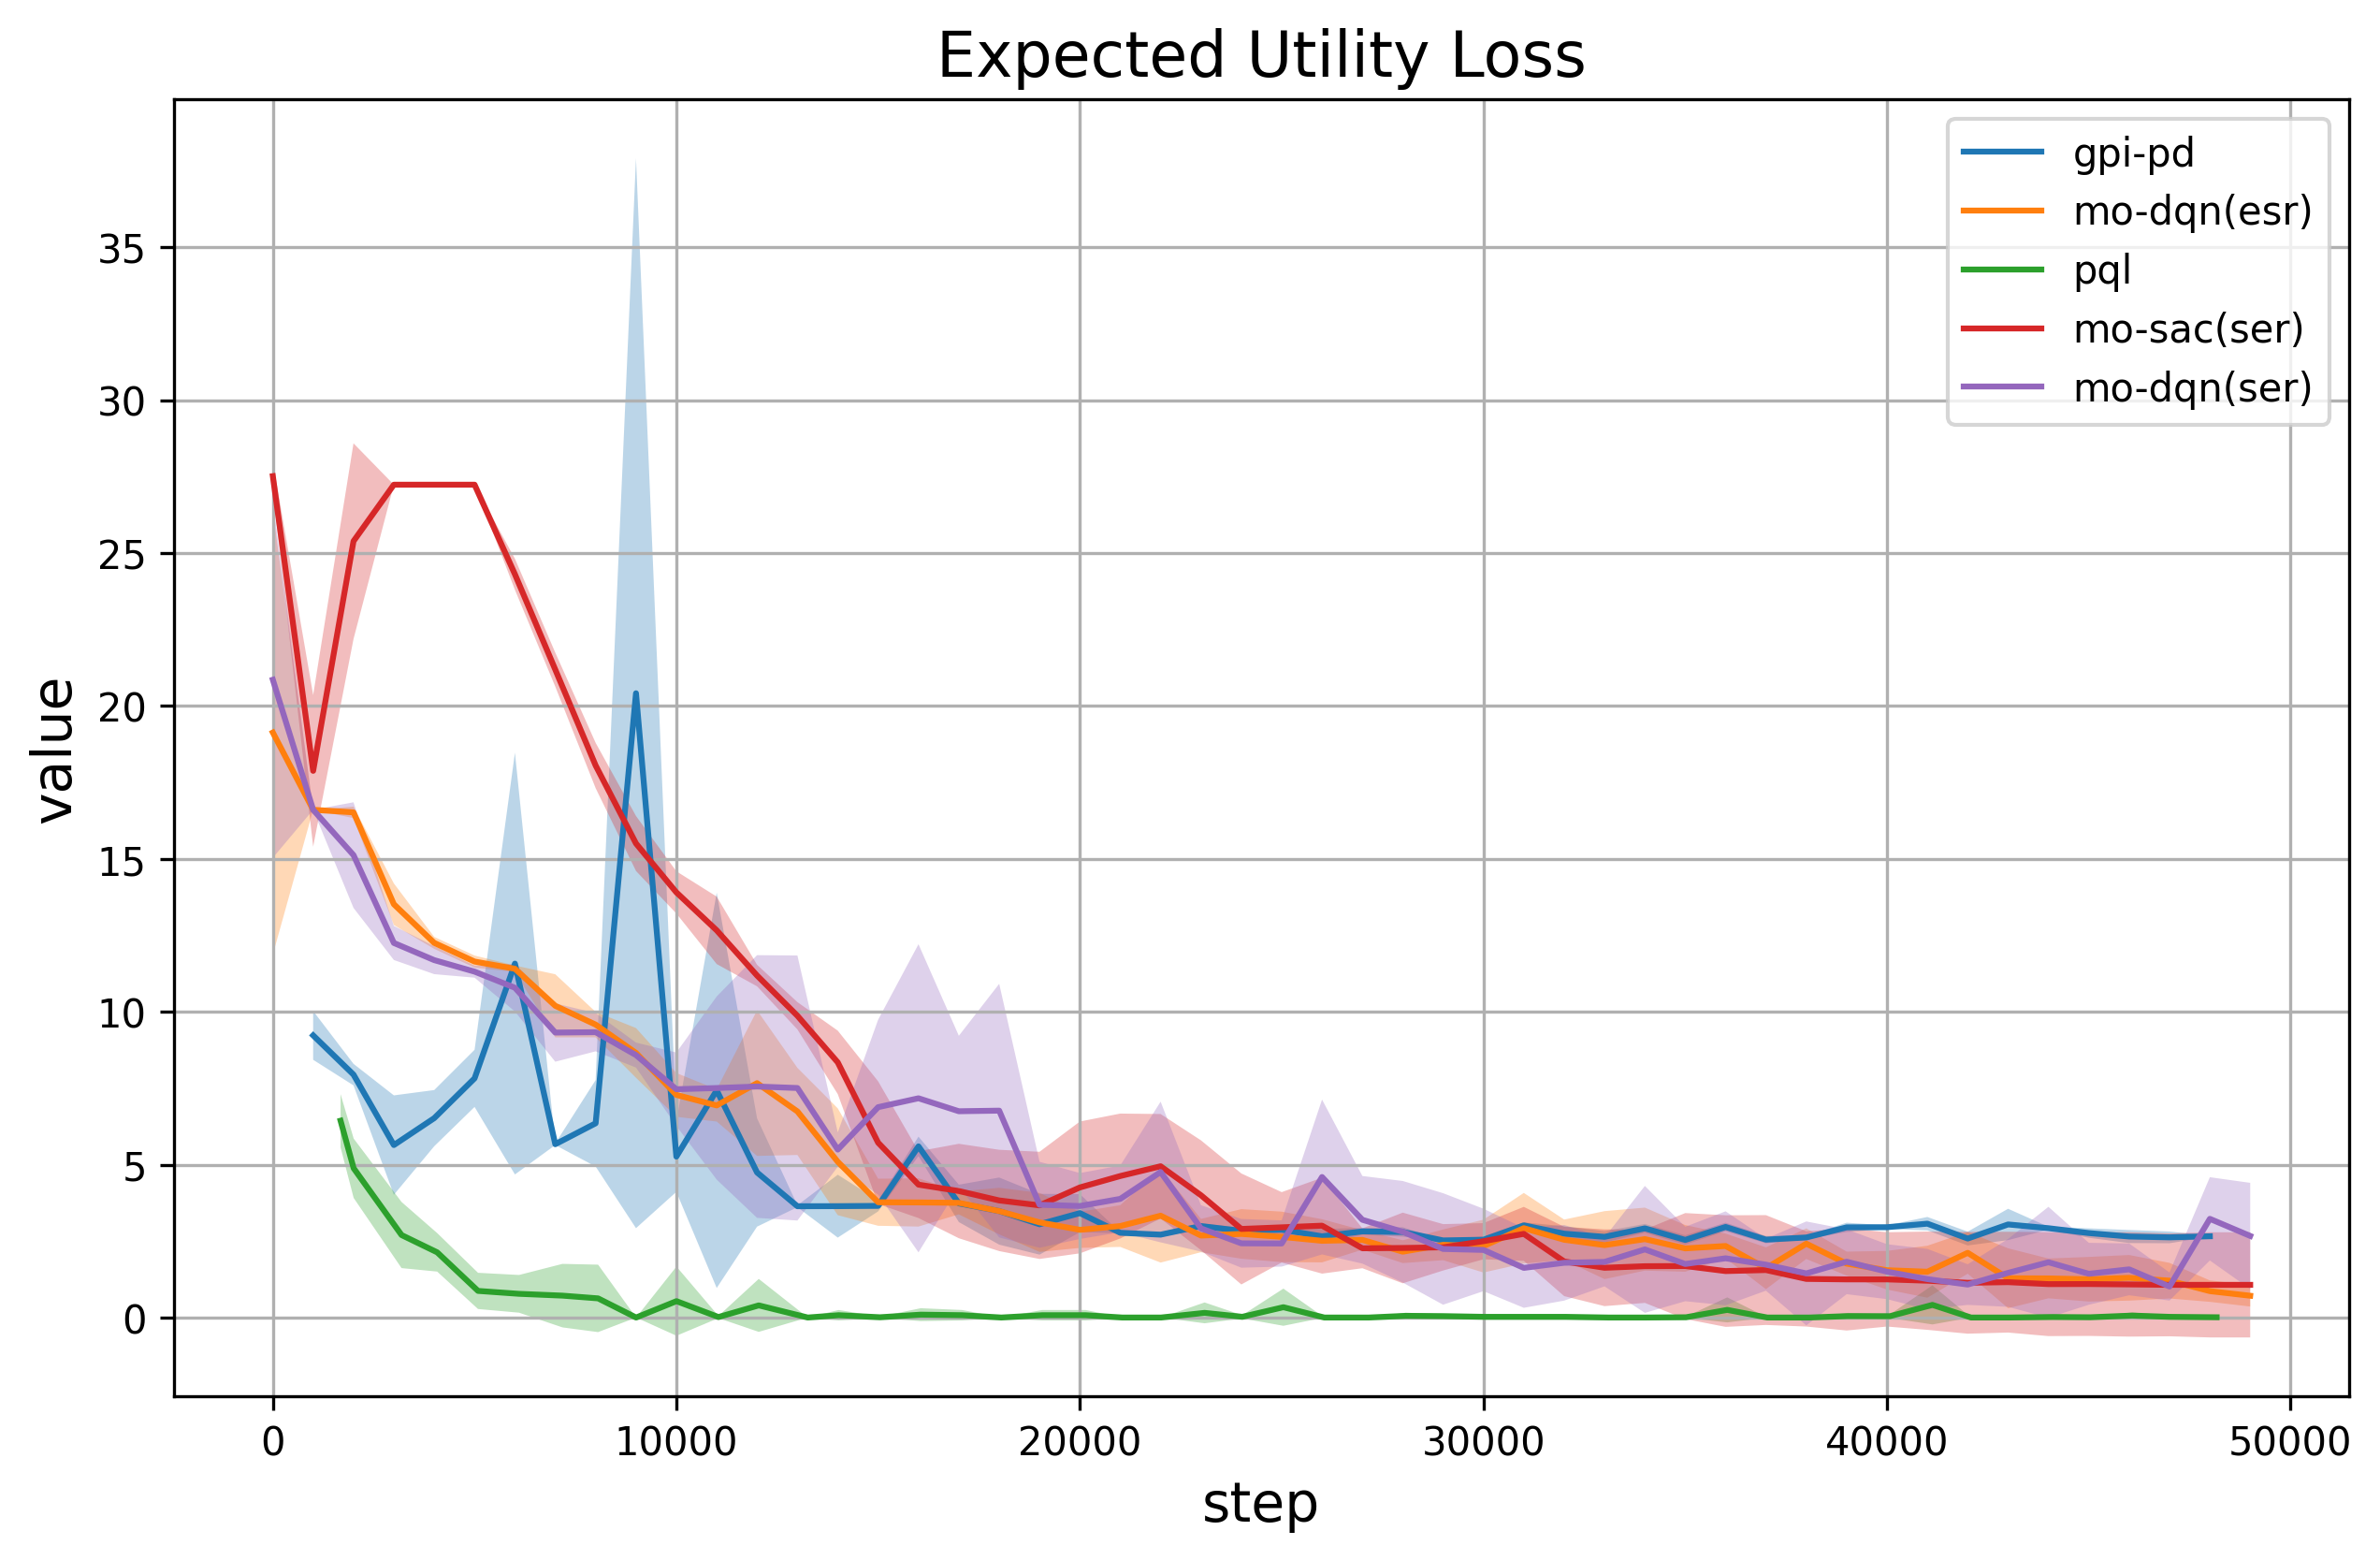 Expected Utility Loss
gpi-pd
mo-dqn(esr)
pql
mo-sac(ser)
mo-dqn(ser)
value
35
30
25
20
15
10
5
0
0
10000
20000
30000
40000
50000
step